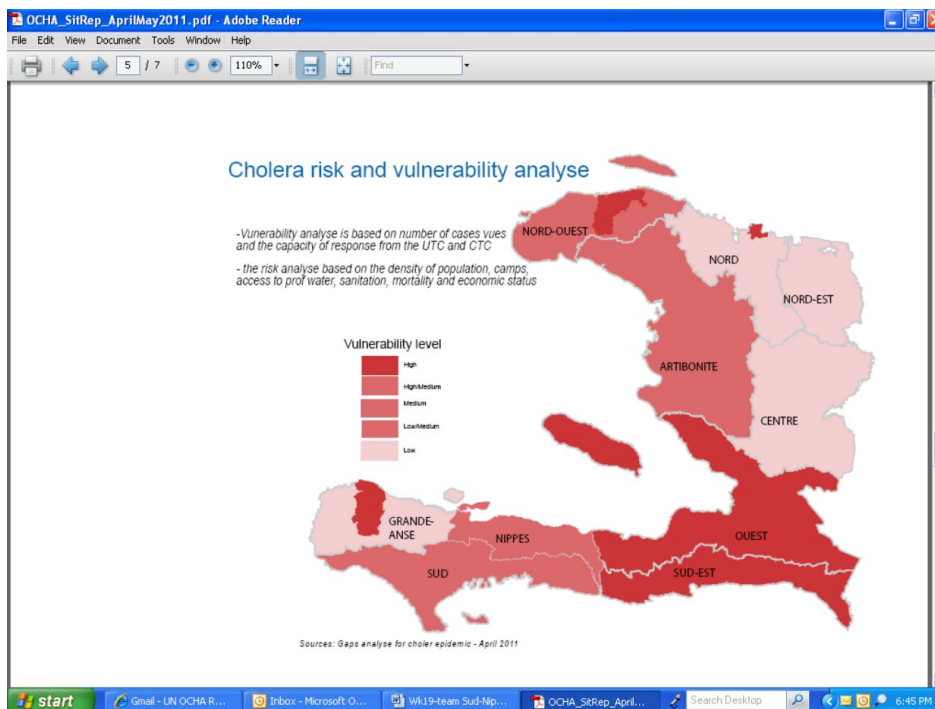 OCHA_SitRep_AprilMay2011.pdf - Adobe Reader
File Edit View Document Tools Window Help
5 / 7 110% Find
Cholera risk and vulnerability analyse
-Vunerability analyse is based on number of cases vues
and the capacity of response from the UTC and CTC
- the risk analyse based on the density of population, camps,
access to prof water, sanitation, mortality and economic status
NORD-OUEST
NORD
NORD-EST
Vulnerability level
High
High/Medium
Medium
Low/Medium
Low
ARTIBONITE
CENTRE
GRANDE-
ANSE
NIPPES
OUEST
SUD
SUD-EST
Sources: Gaps analyse for choler epidemic - April 2011
start Gmail - UN OCHA R... Inbox - Microsoft O... Wk19-team Sud-Nip... OCHA_SitRep_April... Search Desktop 6:45 PM